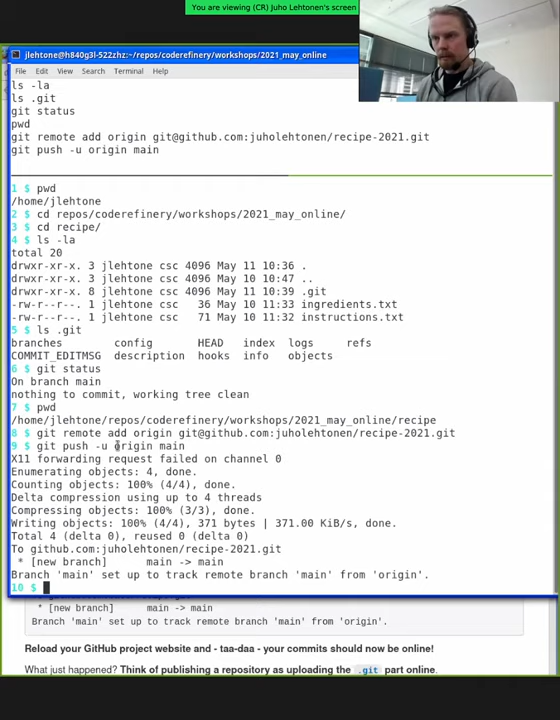 You are viewing (CR) Juho Lehtonen's screen
jlehtone@h840g3l-522zhz:~/repos/coderefinery/workshops/2021_may_online
File Edit View Search Terminal Help
ls -la
ls .git
git status
pwd
git remote add origin git@github.com:juholehtonen/recipe-2021.git
git push -u origin main
1 $ pwd
/home/jlehtone
2 $ cd repos/coderefinery/workshops/2021_may_online/
3 $ cd recipe/
4 $ ls -la
total 20
drwxr-xr-x. 3 jlehtone csc 4096 May 11 10:36 .
drwxr-xr-x. 3 jlehtone csc 4096 May 10 10:47 ..
drwxr-xr-x. 8 jlehtone csc 4096 May 11 10:39 .git
-rw-r--r--. 1 jlehtone csc   36 May 10 11:33 ingredients.txt
-rw-r--r--. 1 jlehtone csc   71 May 10 11:32 instructions.txt
5 $ ls .git
branches        config       HEAD   index  logs     refs
COMMIT_EDITMSG  description  hooks  info   objects
6 $ git status
On branch main
nothing to commit, working tree clean
7 $ pwd
/home/jlehtone/repos/coderefinery/workshops/2021_may_online/recipe
8 $ git remote add origin git@github.com:juholehtonen/recipe-2021.git
9 $ git push -u origin main
X11 forwarding request failed on channel 0
Enumerating objects: 4, done.
Counting objects: 100% (4/4), done.
Delta compression using up to 4 threads
Compressing objects: 100% (3/3), done.
Writing objects: 100% (4/4), 371 bytes | 371.00 KiB/s, done.
Total 4 (delta 0), reused 0 (delta 0)
To github.com:juholehtonen/recipe-2021.git
 * [new branch]      main -> main
Branch 'main' set up to track remote branch 'main' from 'origin'.
10 $
 * [new branch]      main -> main
Branch 'main' set up to track remote branch 'main' from 'origin'.
Reload your GitHub project website and - taa-daa - your commits should now be online!
What just happened? Think of publishing a repository as uploading the .git part online.